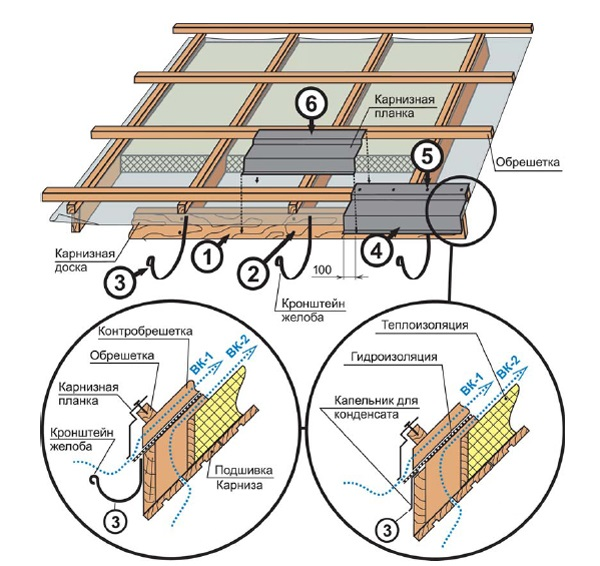 6
Карнизная
планка
5
Обрешетка
Карнизная
доска
1
2
3
4
100
Кронштейн
желоба
Контробрешетка
Обрешетка
Карнизная
планка
Кронштейн
желоба
ВК-1
ВК-2
Подшивка
Карниза
3
Теплоизоляция
Гидроизоляция
Капельник для
конденсата
ВК-1
ВК-2
3